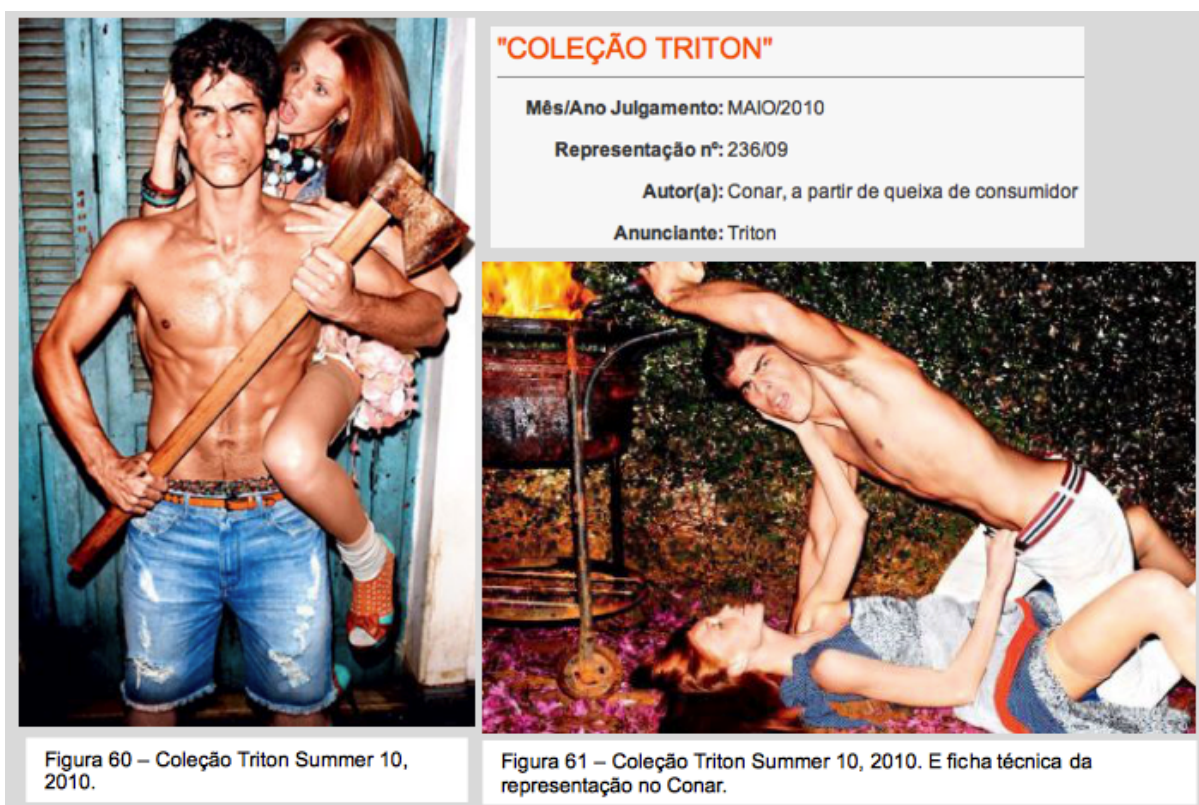 "COLEÇÃO TRITON"
Mês/Ano Julgamento: MAIO/2010
Representação nº: 236/09
Autor(a): Conar, a partir de queixa de consumidor
Anunciante: Triton
Figura 60 – Coleção Triton Summer 10,
2010.
Figura 61 – Coleção Triton Summer 10, 2010. E ficha técnica da
representação no Conar.